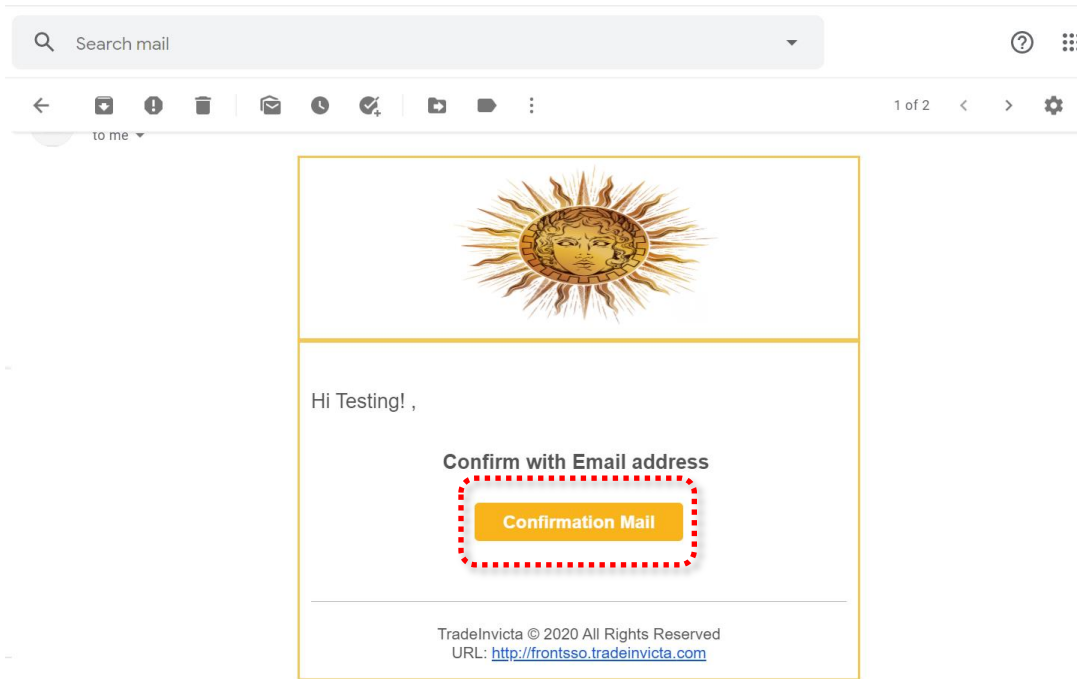 Search mail
1 of 2
to me
Hi Testing! ,
Confirm with Email address
Confirmation Mail
TradeInvicta © 2020 All Rights Reserved
URL: http://frontsso.tradeinvicta.com